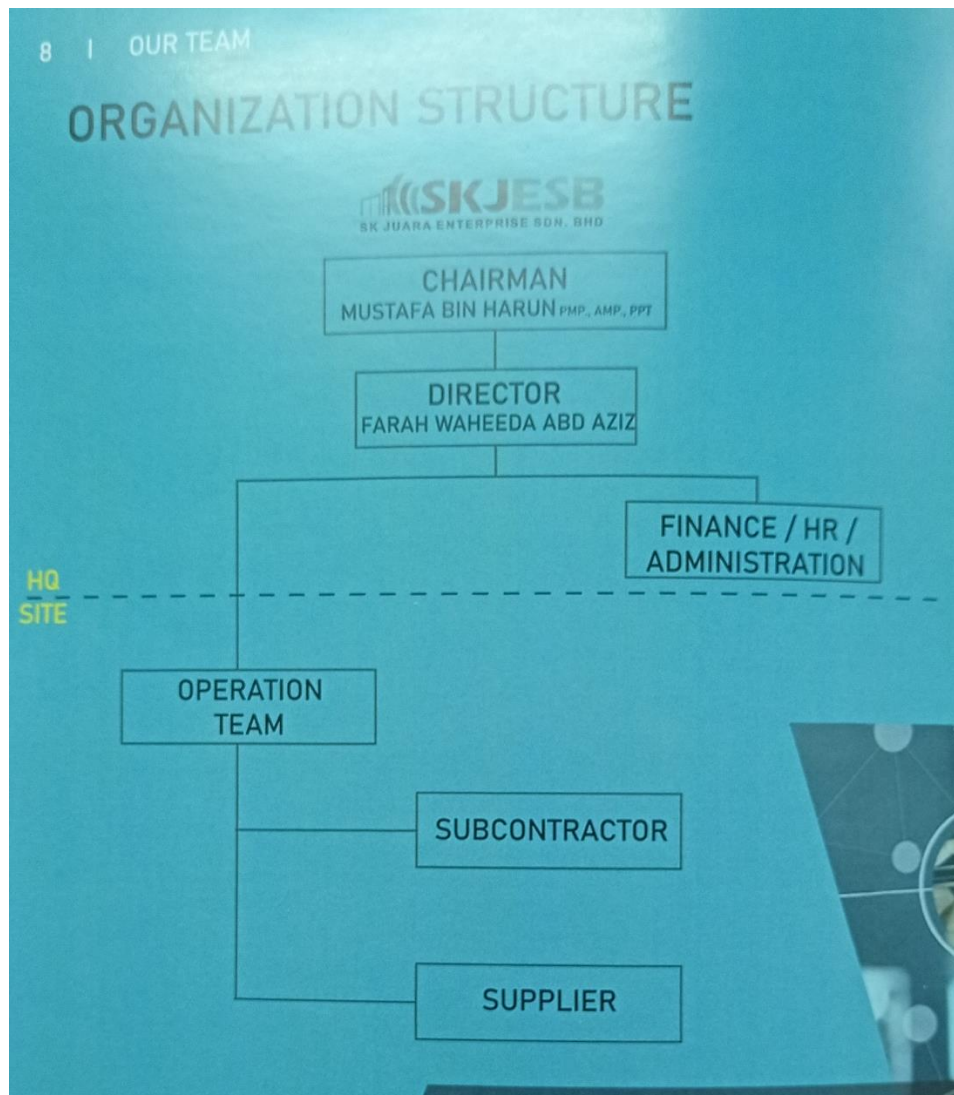 8 | OUR TEAM
ORGANIZATION STRUCTURE
SKJESB
SK JUARA ENTERPRISE SDN. BHD
CHAIRMAN
MUSTAFA BIN HARUN PMP., AMP., PPT
DIRECTOR
FARAH WAHEEDA ABD AZIZ
FINANCE / HR /
ADMINISTRATION
HQ
SITE
OPERATION
TEAM
SUBCONTRACTOR
SUPPLIER